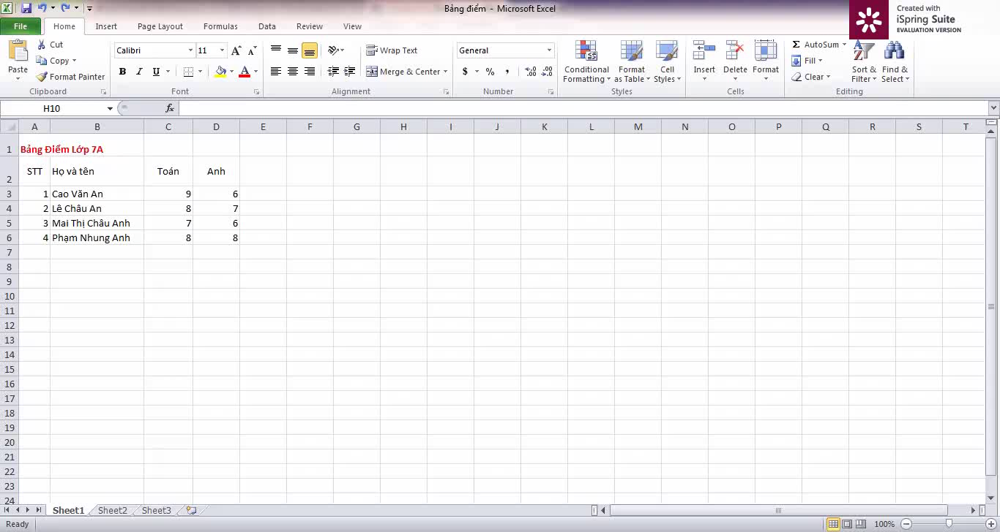 Bảng điểm - Microsoft Excel
Created with
iSpring Suite
EVALUATION VERSION
File Home Insert Page Layout Formulas Data Review View
Paste
Cut
Copy
Format Painter
Clipboard
Calibri 11
B I U A
Font
Wrap Text
Merge & Center
Alignment
General
$ % ,
Number
Conditional Formatting
Format as Table
Cell Styles
Styles
Insert
Delete
Format
Cells
Σ AutoSum
Fill
Clear
Sort & Filter
Find & Select
Editing
H10 fx
A B C D E F G H I J K L M N O P Q R S T
1 Bảng Điểm Lớp 7A
2 STT Họ và tên Toán Anh
3 1 Cao Văn An 9 6
4 2 Lê Châu An 8 7
5 3 Mai Thị Châu Anh 7 6
6 4 Phạm Nhung Anh 8 8
7
8
9
10
11
12
13
14
15
16
17
18
19
20
21
22
23
24
Sheet1 Sheet2 Sheet3
Ready 100%